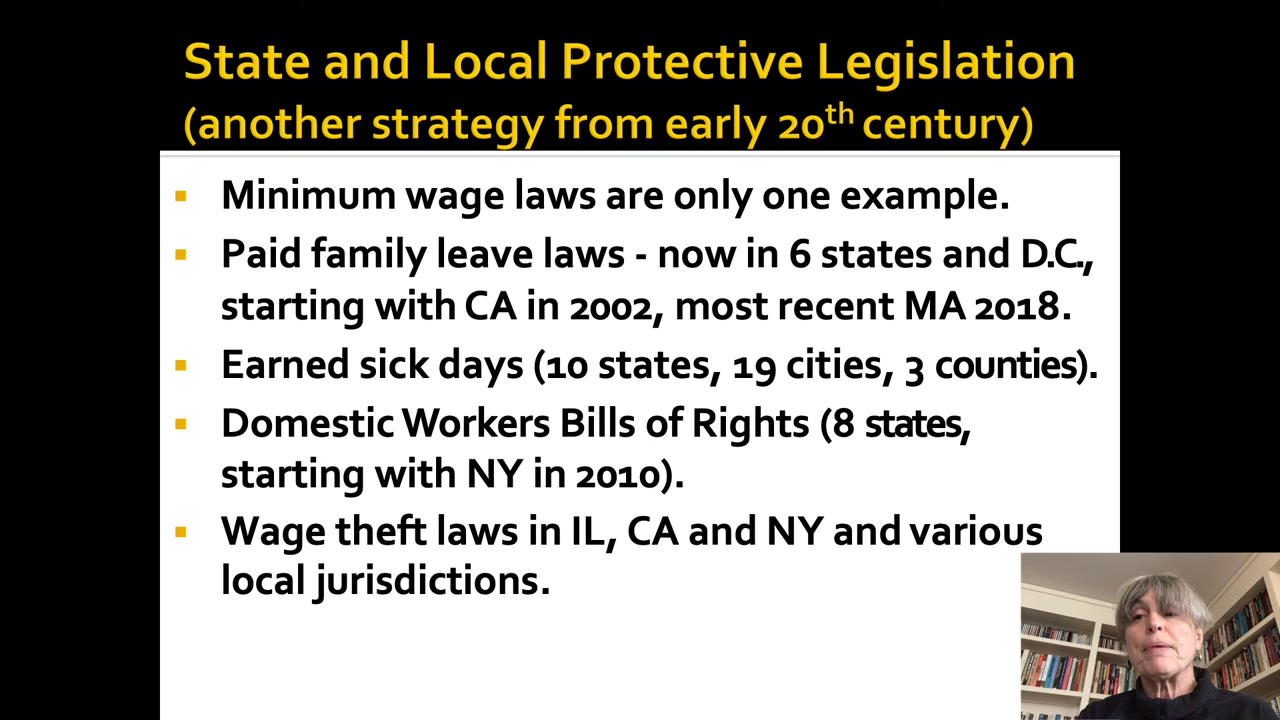 State and Local Protective Legislation
(another strategy from early 20th century)
▪ Minimum wage laws are only one example.
▪ Paid family leave laws - now in 6 states and D.C.,
starting with CA in 2002, most recent MA 2018.
▪ Earned sick days (10 states, 19 cities, 3 counties).
▪ Domestic Workers Bills of Rights (8 states,
starting with NY in 2010).
▪ Wage theft laws in IL, CA and NY and various
local jurisdictions.